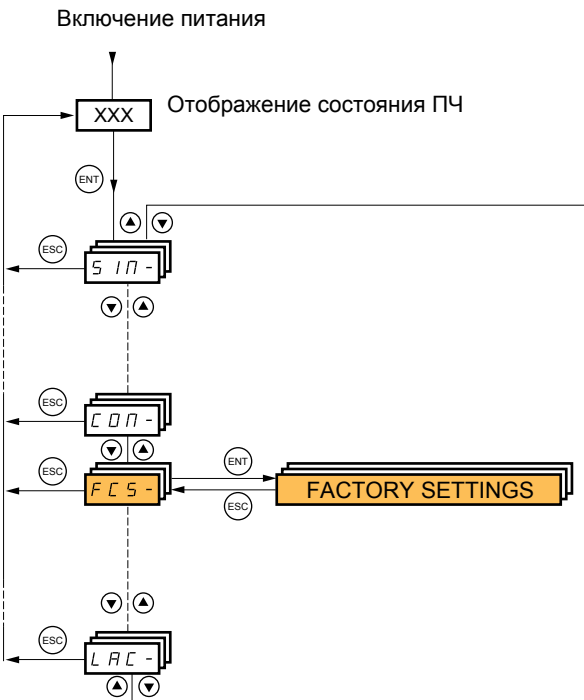 Включение питания
XXX
Отображение состояния ПЧ
ENT
ESC
SIM-
ESC
COM-
ESC
FCS-
ENT
ESC
FACTORY SETTINGS
ESC
LAC-